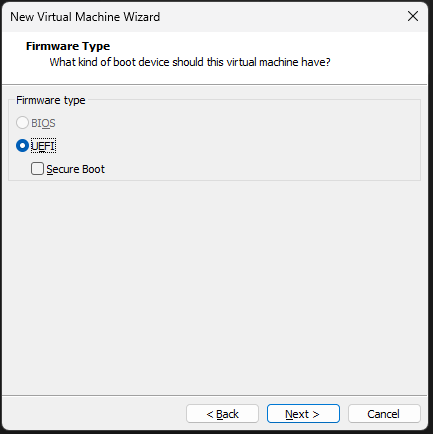 New Virtual Machine Wizard
Firmware Type
What kind of boot device should this virtual machine have?
Firmware type
BIOS
UEFI
Secure Boot
< Back
Next >
Cancel